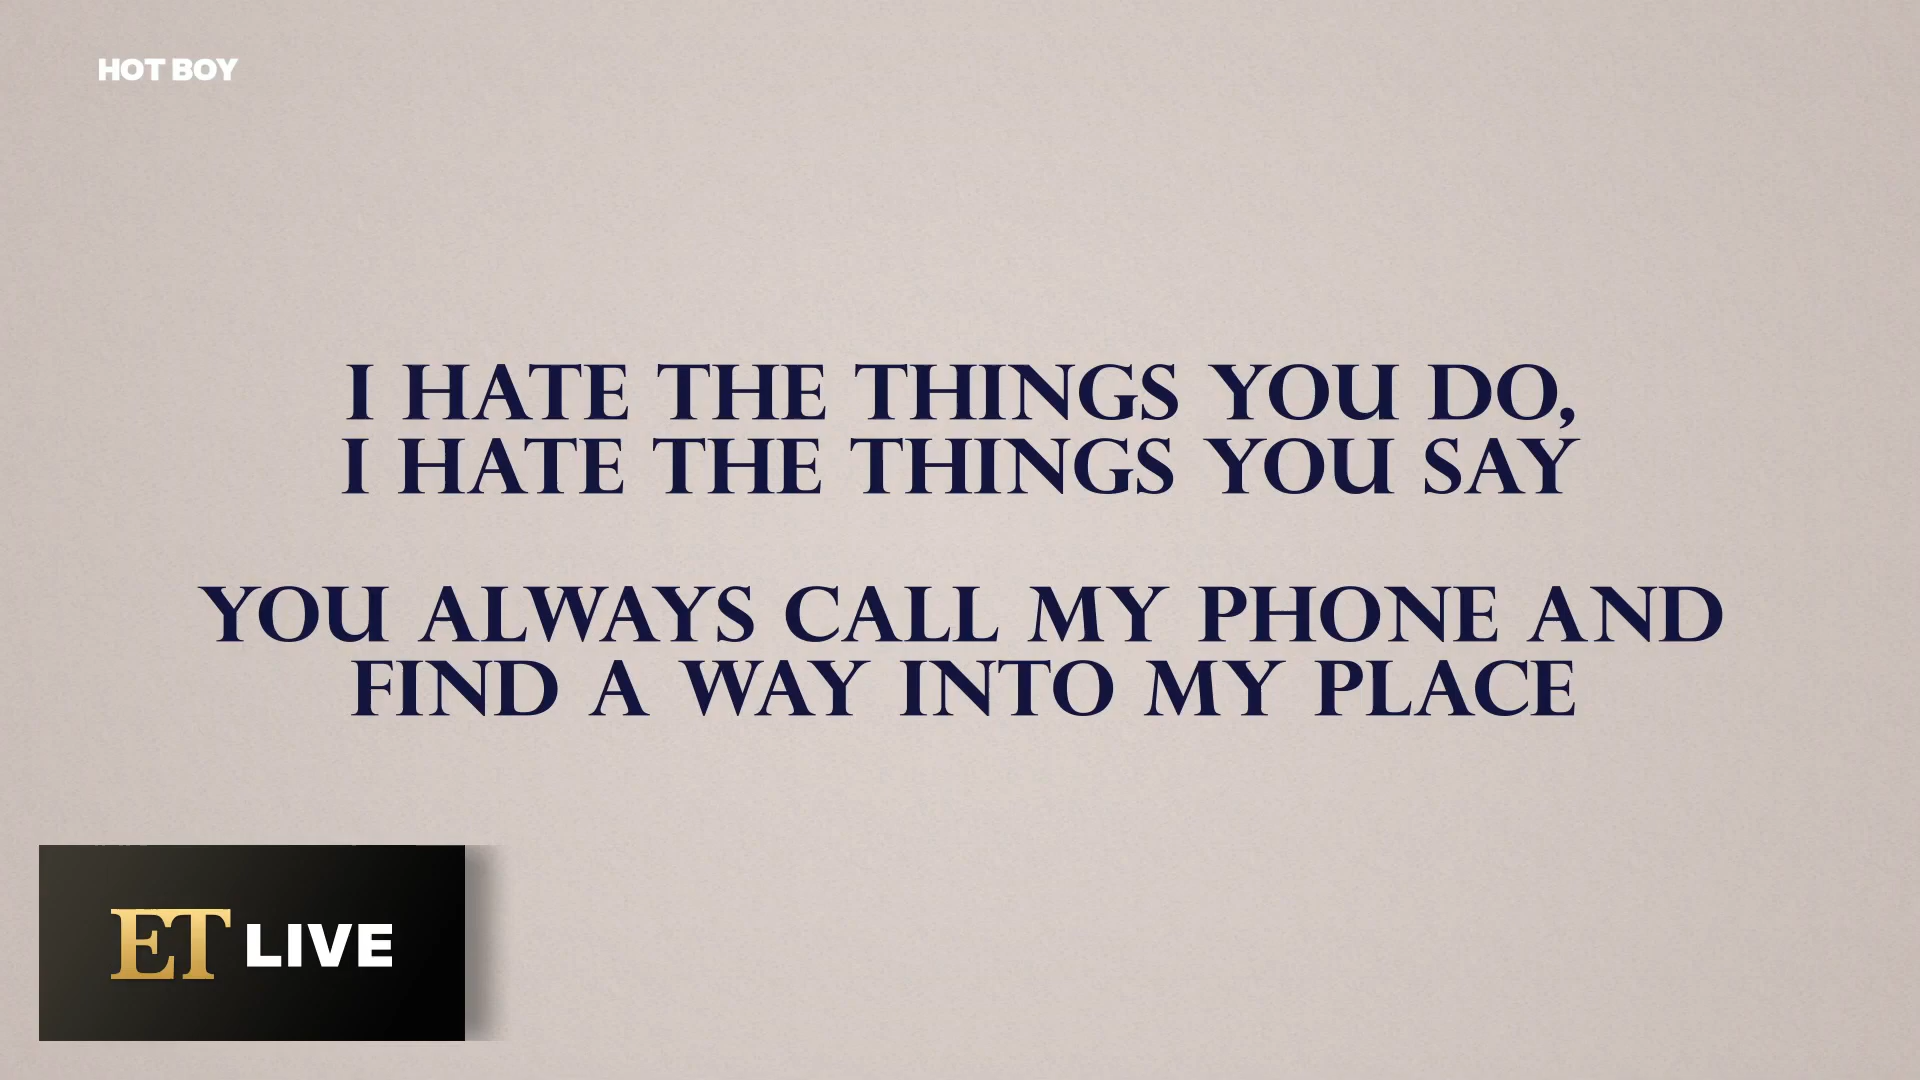 HOT BOY
I HATE THE THINGS YOU DO,
I HATE THE THINGS YOU SAY
YOU ALWAYS CALL MY PHONE AND
FIND A WAY INTO MY PLACE
ET LIVE